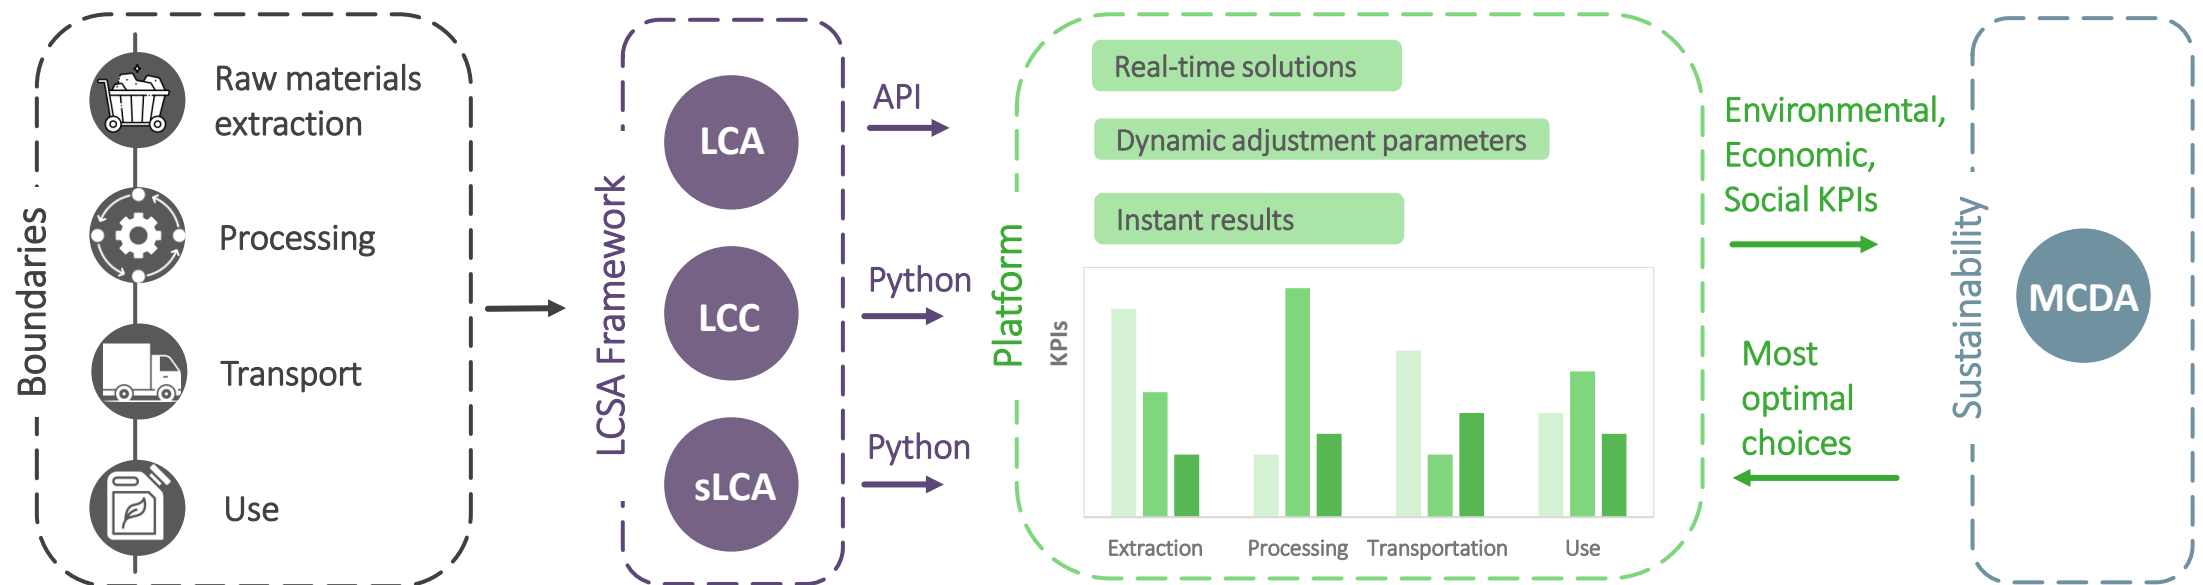 Boundaries
Raw materials
extraction
Processing
Transport
Use
LCSA Framework
LCA
LCC
sLCA
API
Python
Python
Platform
Real-time solutions
Dynamic adjustment parameters
Instant results
KPIs
Extraction
Processing
Transportation
Use
Environmental,
Economic,
Social KPIs
Most
optimal
choices
Sustainability
MCDA